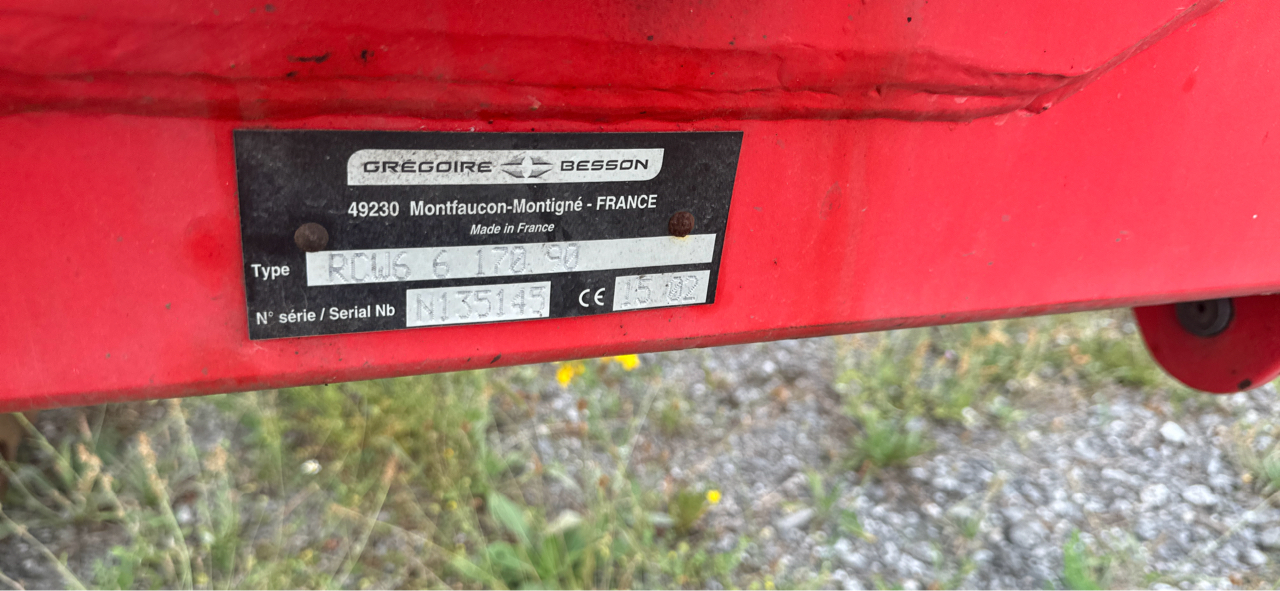 GRÉGOIRE BESSON
49230 Montfaucon-Montigné - FRANCE
Made in France
Type RCW6 6 170 90
N° série / Serial Nb N135145 CE 15 02